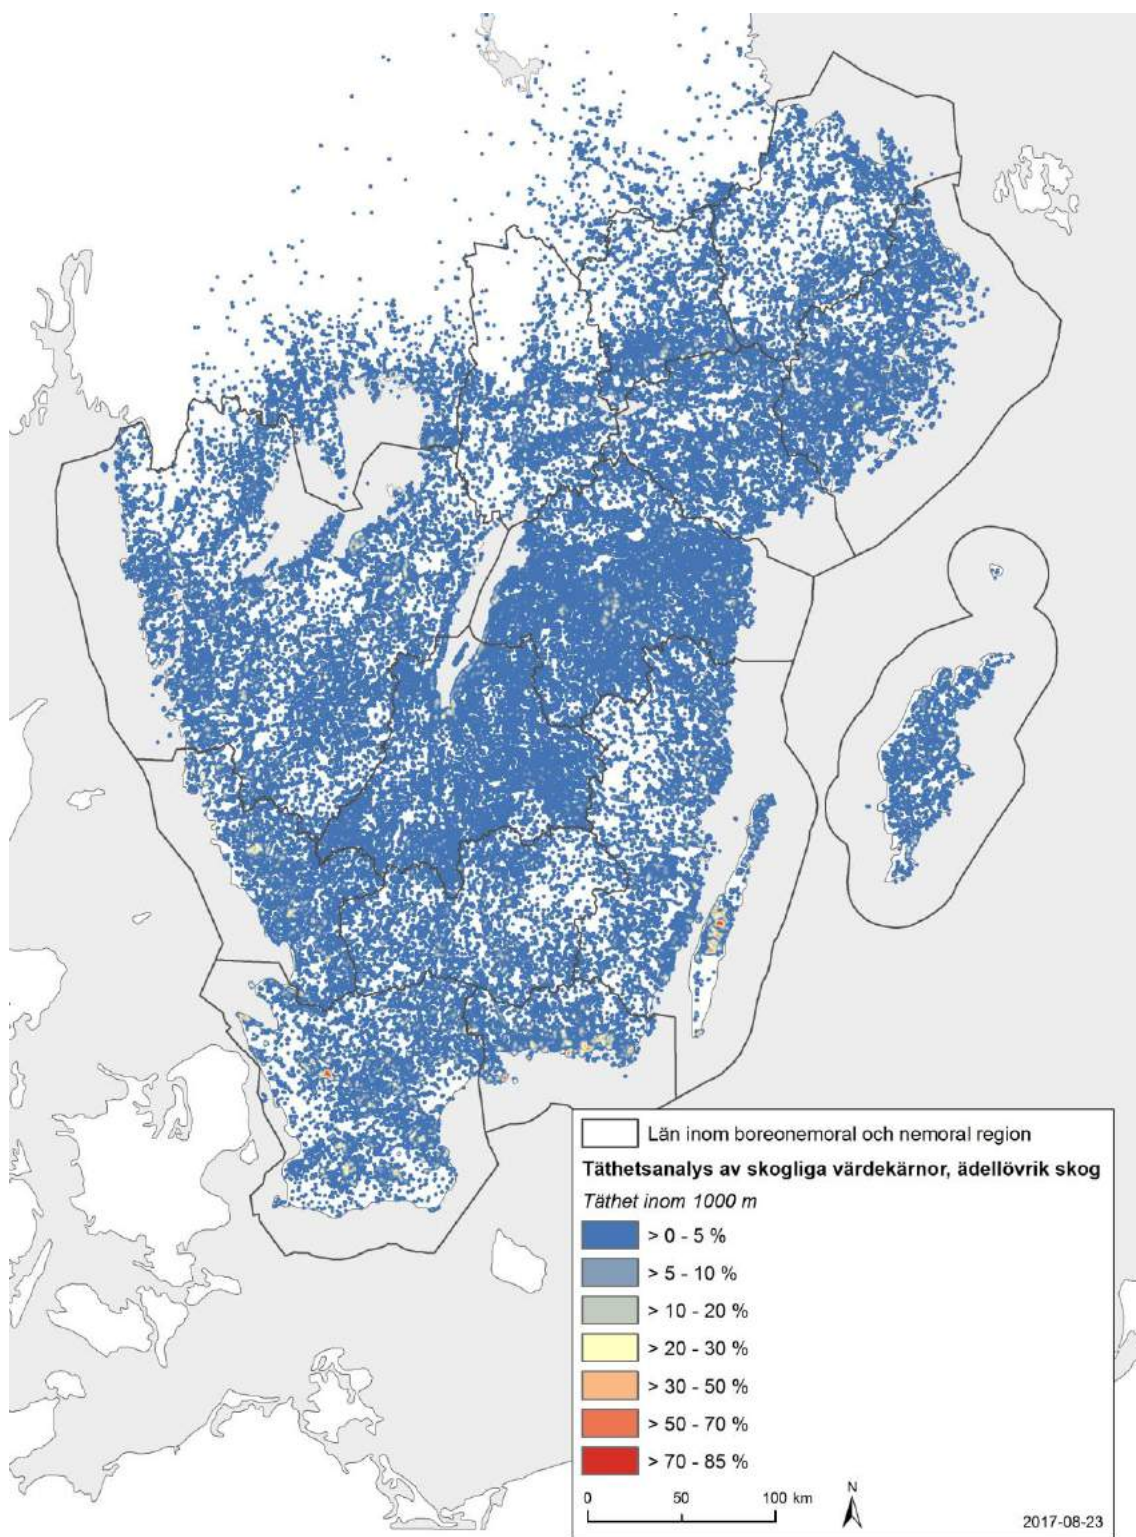 Län inom boreonemoral och nemoral region
Täthetsanalys av skogliga värdekärnor, ädellövrik skog
Täthet inom 1000 m
> 0 - 5 %
> 5 - 10 %
> 10 - 20 %
> 20 - 30 %
> 30 - 50 %
> 50 - 70 %
> 70 - 85 %
0 50 100 km
N
2017-08-23